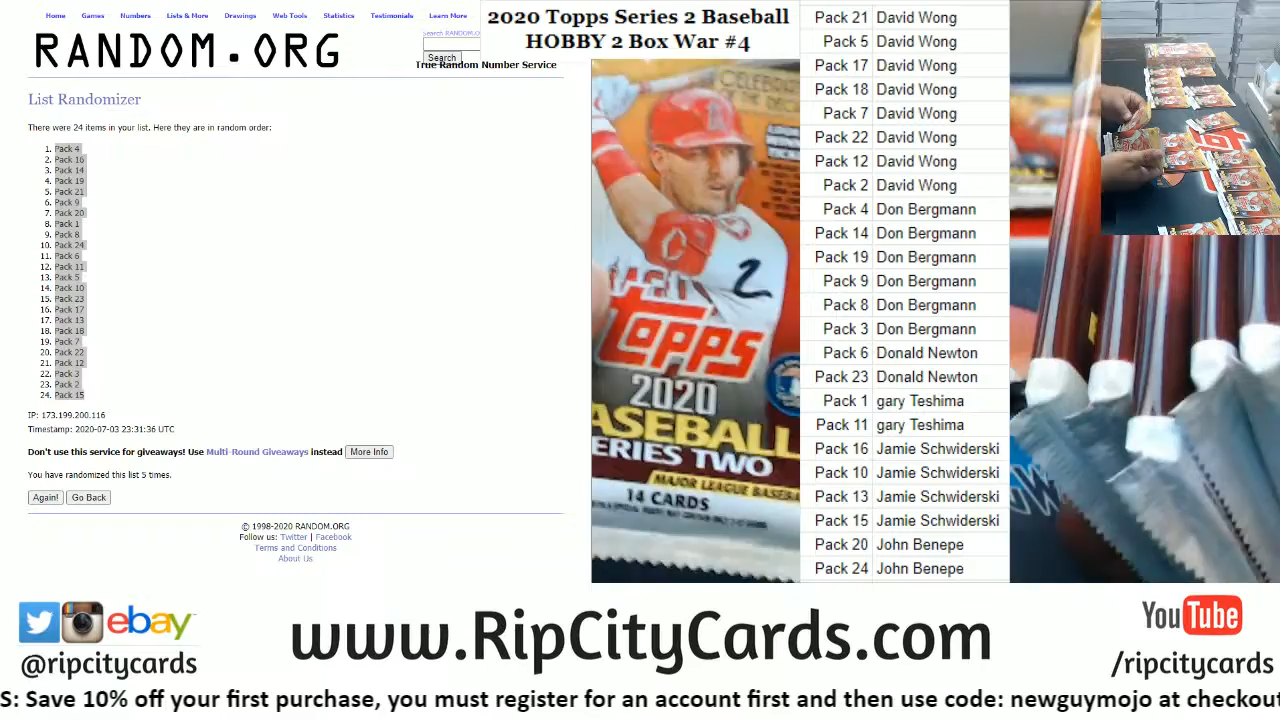 Home Games Numbers Lists & More Drawings Web Tools Statistics Testimonials Learn More
RANDOM.ORG
Search RANDOM.O
Search
True Random Number Service
List Randomizer
There were 24 items in your list. Here they are in random order:
1. Pack 4
2. Pack 16
3. Pack 14
4. Pack 19
5. Pack 21
6. Pack 9
7. Pack 20
8. Pack 1
9. Pack 8
10. Pack 24
11. Pack 6
12. Pack 11
13. Pack 5
14. Pack 10
15. Pack 23
16. Pack 17
17. Pack 13
18. Pack 18
19. Pack 7
20. Pack 22
21. Pack 12
22. Pack 3
23. Pack 2
24. Pack 15
IP: 173.199.200.116
Timestamp: 2020-07-03 23:31:36 UTC
Don't use this service for giveaways! Use Multi-Round Giveaways instead More Info
You have randomized this list 5 times.
Again! Go Back
© 1998-2020 RANDOM.ORG
Follow us: Twitter | Facebook
Terms and Conditions
About Us
2020 Topps Series 2 Baseball
HOBBY 2 Box War #4
2
TOPPS
2020
BASEBALL
SERIES TWO
MAJOR LEAGUE BASEBA
14 CARDS
Pack 21 David Wong
Pack 5 David Wong
Pack 17 David Wong
Pack 18 David Wong
Pack 7 David Wong
Pack 22 David Wong
Pack 12 David Wong
Pack 2 David Wong
Pack 4 Don Bergmann
Pack 14 Don Bergmann
Pack 19 Don Bergmann
Pack 9 Don Bergmann
Pack 8 Don Bergmann
Pack 3 Don Bergmann
Pack 6 Donald Newton
Pack 23 Donald Newton
Pack 1 gary Teshima
Pack 11 gary Teshima
Pack 16 Jamie Schwiderski
Pack 10 Jamie Schwiderski
Pack 13 Jamie Schwiderski
Pack 15 Jamie Schwiderski
Pack 20 John Benepe
Pack 24 John Benepe
ebay
@ripcitycards
www.RipCityCards.com
YouTube
/ripcitycards
S: Save 10% off your first purchase, you must register for an account first and then use code: newguymojo at checkout